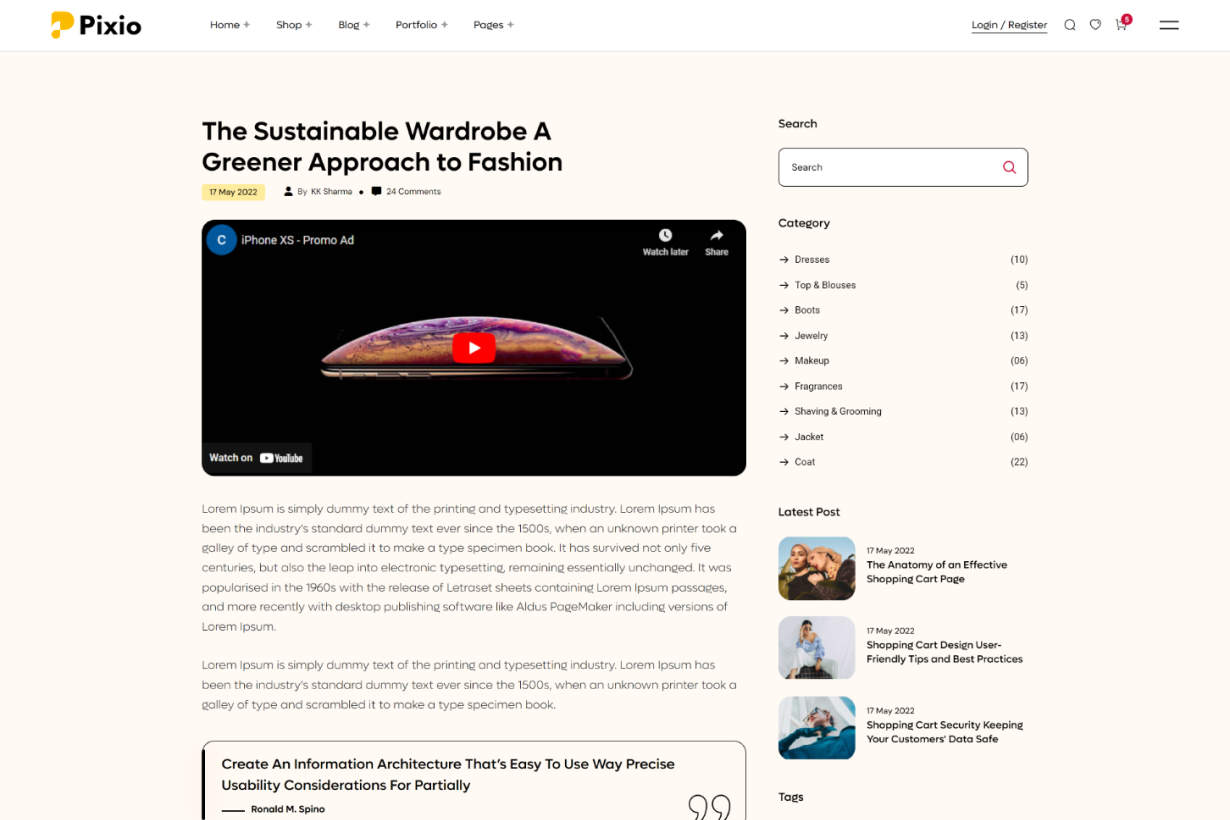 Pixio
Home +
Shop +
Blog +
Portfolio +
Pages +
Login / Register
5
The Sustainable Wardrobe A
Greener Approach to Fashion
17 May 2022
By KK Sharma
24 Comments
C
iPhone XS - Promo Ad
Watch later
Share
Watch on YouTube
Lorem Ipsum is simply dummy text of the printing and typesetting industry. Lorem Ipsum has
been the industry's standard dummy text ever since the 1500s, when an unknown printer took a
galley of type and scrambled it to make a type specimen book. It has survived not only five
centuries, but also the leap into electronic typesetting, remaining essentially unchanged. It was
popularised in the 1960s with the release of Letraset sheets containing Lorem Ipsum passages,
and more recently with desktop publishing software like Aldus PageMaker including versions of
Lorem Ipsum.
Lorem Ipsum is simply dummy text of the printing and typesetting industry. Lorem Ipsum has
been the industry's standard dummy text ever since the 1500s, when an unknown printer took a
galley of type and scrambled it to make a type specimen book.
Create An Information Architecture That's Easy To Use Way Precise
Usability Considerations For Partially
Ronald M. Spino
Search
Search
Category
Dresses (10)
Top & Blouses (5)
Boots (17)
Jewelry (13)
Makeup (06)
Fragrances (17)
Shaving & Grooming (13)
Jacket (06)
Coat (22)
Latest Post
17 May 2022
The Anatomy of an Effective
Shopping Cart Page
17 May 2022
Shopping Cart Design User-
Friendly Tips and Best Practices
17 May 2022
Shopping Cart Security Keeping
Your Customers' Data Safe
Tags